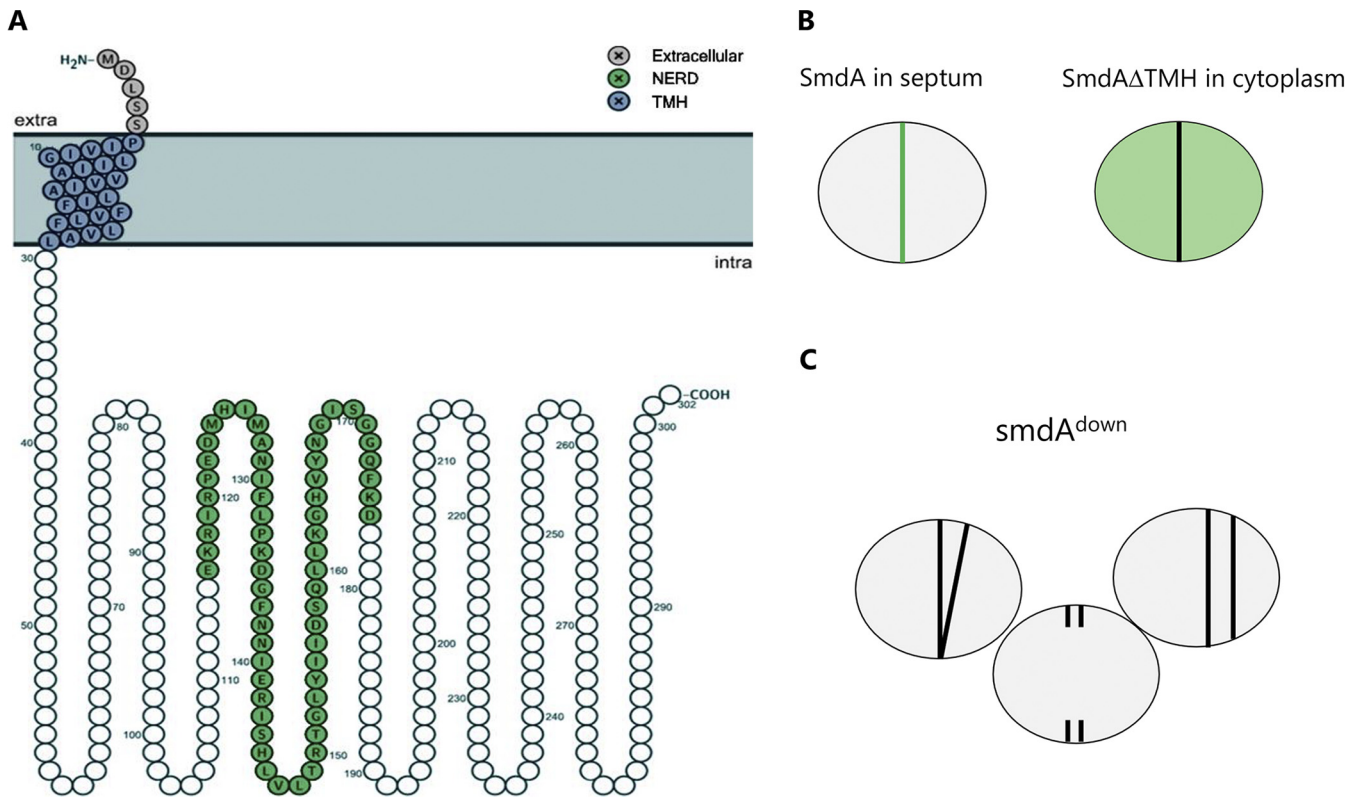 A
H₂N–
M
D
L
S
S
× Extracellular
× NERD
× TMH
extra
10 G I V I P
A I I L
A I V V
F I L
F L V F
L A V L
30
intra
40
50
70
80
90
100
110
E K R I R P E D M H I M A N I F L P K D G F N N I E R I S H L V L T R T G L Y I I D S Q L L K G H V Y N G I S G G Q F K D
120
130
140
150
160
170
180
190
200
210
220
230
240
250
260
270
290
300
302
–COOH
B
SmdA in septum
SmdAΔTMH in cytoplasm
C
smdA^down